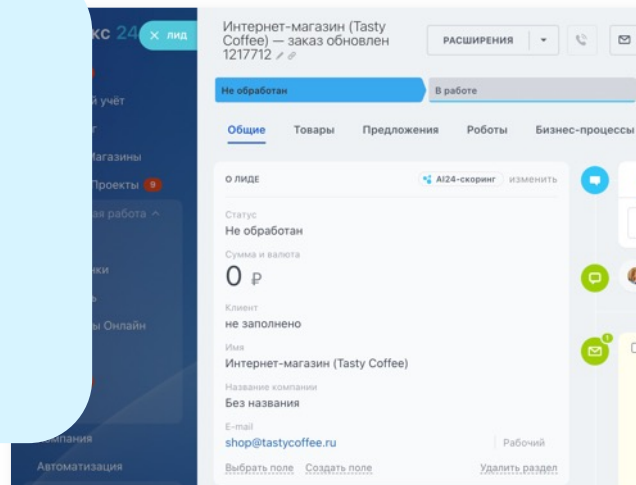 кс 24
ЛИД
Интернет-магазин (Tasty
Coffee) — заказ обновлен
1217712
РАСШИРЕНИЯ
Не обработан
В работе
Общие Товары Предложения Роботы Бизнес-процессы
й учёт
Магазины
Проекты 9
ая работа
ки
ы Онлайн
мпания
Автоматизация
О ЛИДЕ
AI24-скоринг изменить
Статус
Не обработан
Сумма и валюта
0 ₽
Клиент
не заполнено
Имя
Интернет-магазин (Tasty Coffee)
Название компании
Без названия
E-mail
shop@tastycoffee.ru Рабочий
Выбрать поле Создать поле Удалить раздел
1